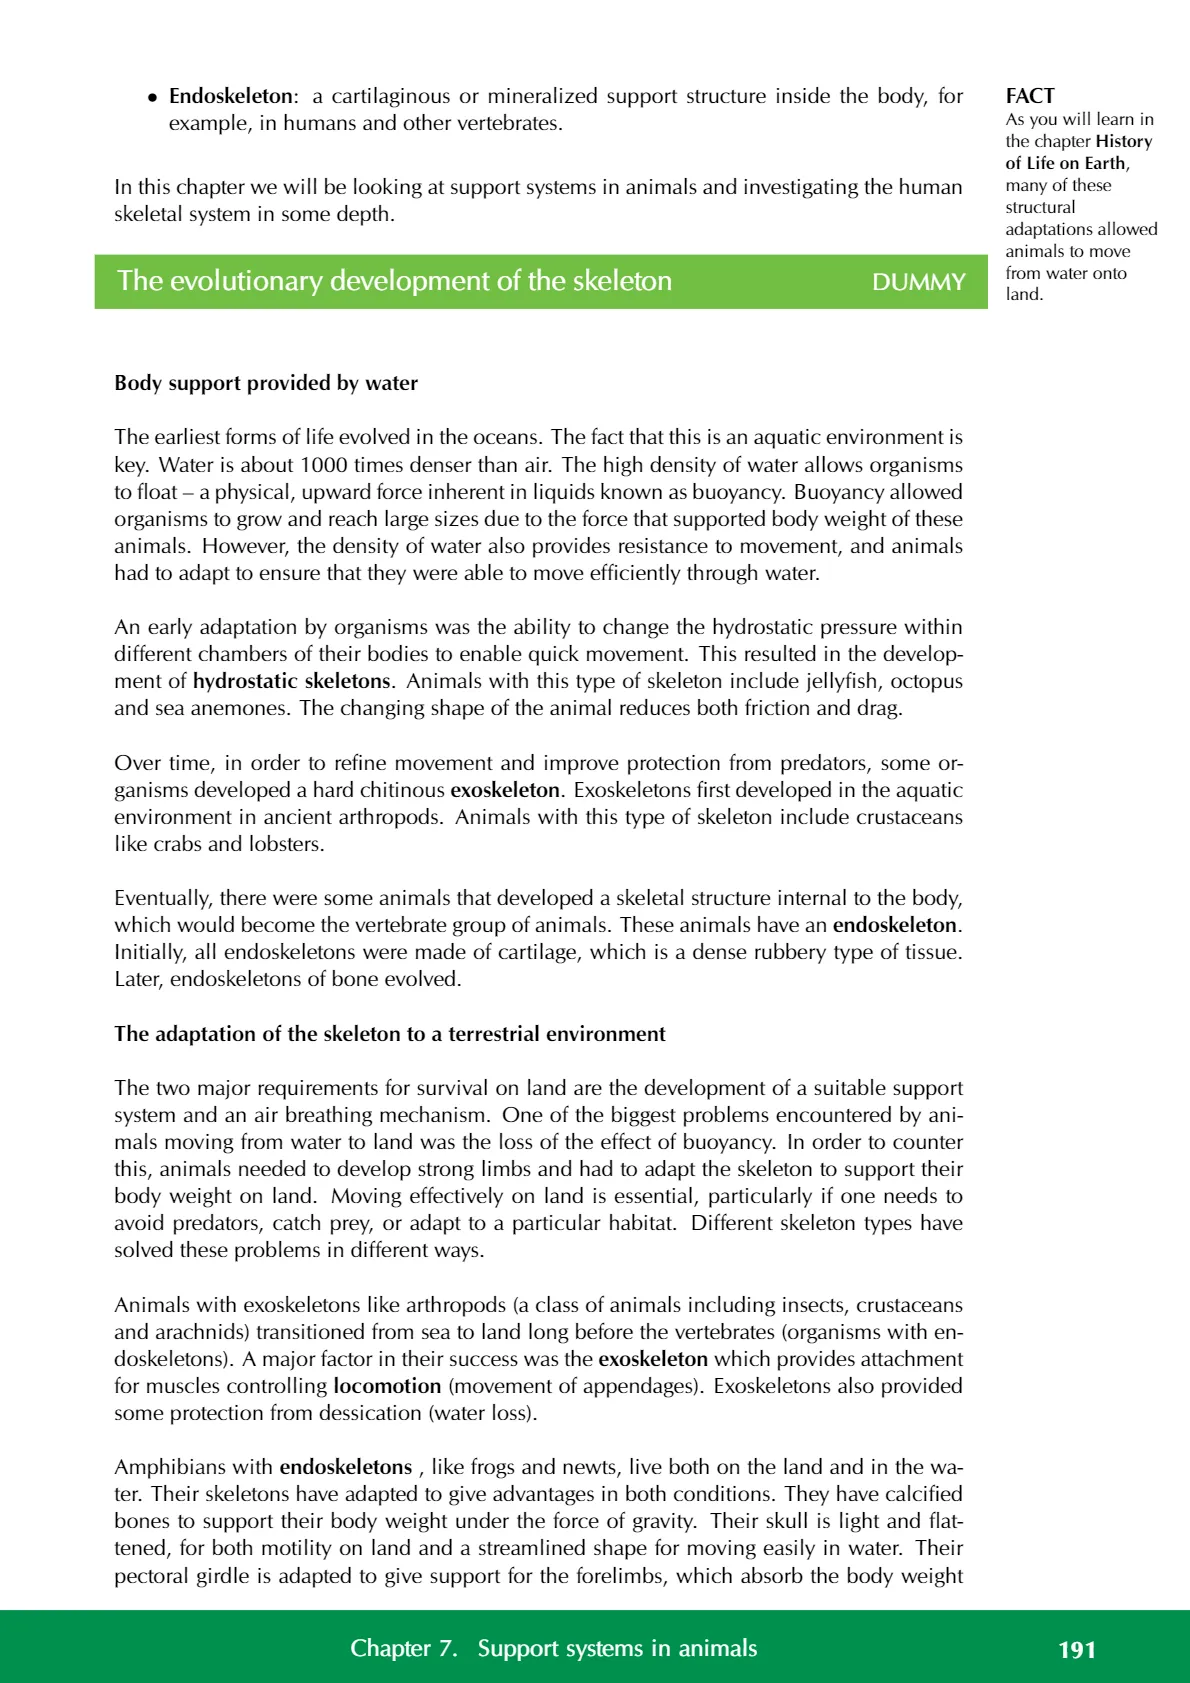 • Endoskeleton: a cartilaginous or mineralized support structure inside the body, for
example, in humans and other vertebrates.
In this chapter we will be looking at support systems in animals and investigating the human
skeletal system in some depth.
FACT
As you will learn in
the chapter History
of Life on Earth,
many of these
structural
adaptations allowed
animals to move
from water onto
land.
The evolutionary development of the skeleton DUMMY
Body support provided by water
The earliest forms of life evolved in the oceans. The fact that this is an aquatic environment is
key. Water is about 1000 times denser than air. The high density of water allows organisms
to float – a physical, upward force inherent in liquids known as buoyancy. Buoyancy allowed
organisms to grow and reach large sizes due to the force that supported body weight of these
animals. However, the density of water also provides resistance to movement, and animals
had to adapt to ensure that they were able to move efficiently through water.
An early adaptation by organisms was the ability to change the hydrostatic pressure within
different chambers of their bodies to enable quick movement. This resulted in the develop-
ment of hydrostatic skeletons. Animals with this type of skeleton include jellyfish, octopus
and sea anemones. The changing shape of the animal reduces both friction and drag.
Over time, in order to refine movement and improve protection from predators, some or-
ganisms developed a hard chitinous exoskeleton. Exoskeletons first developed in the aquatic
environment in ancient arthropods. Animals with this type of skeleton include crustaceans
like crabs and lobsters.
Eventually, there were some animals that developed a skeletal structure internal to the body,
which would become the vertebrate group of animals. These animals have an endoskeleton.
Initially, all endoskeletons were made of cartilage, which is a dense rubbery type of tissue.
Later, endoskeletons of bone evolved.
The adaptation of the skeleton to a terrestrial environment
The two major requirements for survival on land are the development of a suitable support
system and an air breathing mechanism. One of the biggest problems encountered by ani-
mals moving from water to land was the loss of the effect of buoyancy. In order to counter
this, animals needed to develop strong limbs and had to adapt the skeleton to support their
body weight on land. Moving effectively on land is essential, particularly if one needs to
avoid predators, catch prey, or adapt to a particular habitat. Different skeleton types have
solved these problems in different ways.
Animals with exoskeletons like arthropods (a class of animals including insects, crustaceans
and arachnids) transitioned from sea to land long before the vertebrates (organisms with en-
doskeletons). A major factor in their success was the exoskeleton which provides attachment
for muscles controlling locomotion (movement of appendages). Exoskeletons also provided
some protection from dessication (water loss).
Amphibians with endoskeletons , like frogs and newts, live both on the land and in the wa-
ter. Their skeletons have adapted to give advantages in both conditions. They have calcified
bones to support their body weight under the force of gravity. Their skull is light and flat-
tened, for both motility on land and a streamlined shape for moving easily in water. Their
pectoral girdle is adapted to give support for the forelimbs, which absorb the body weight
Chapter 7. Support systems in animals 191